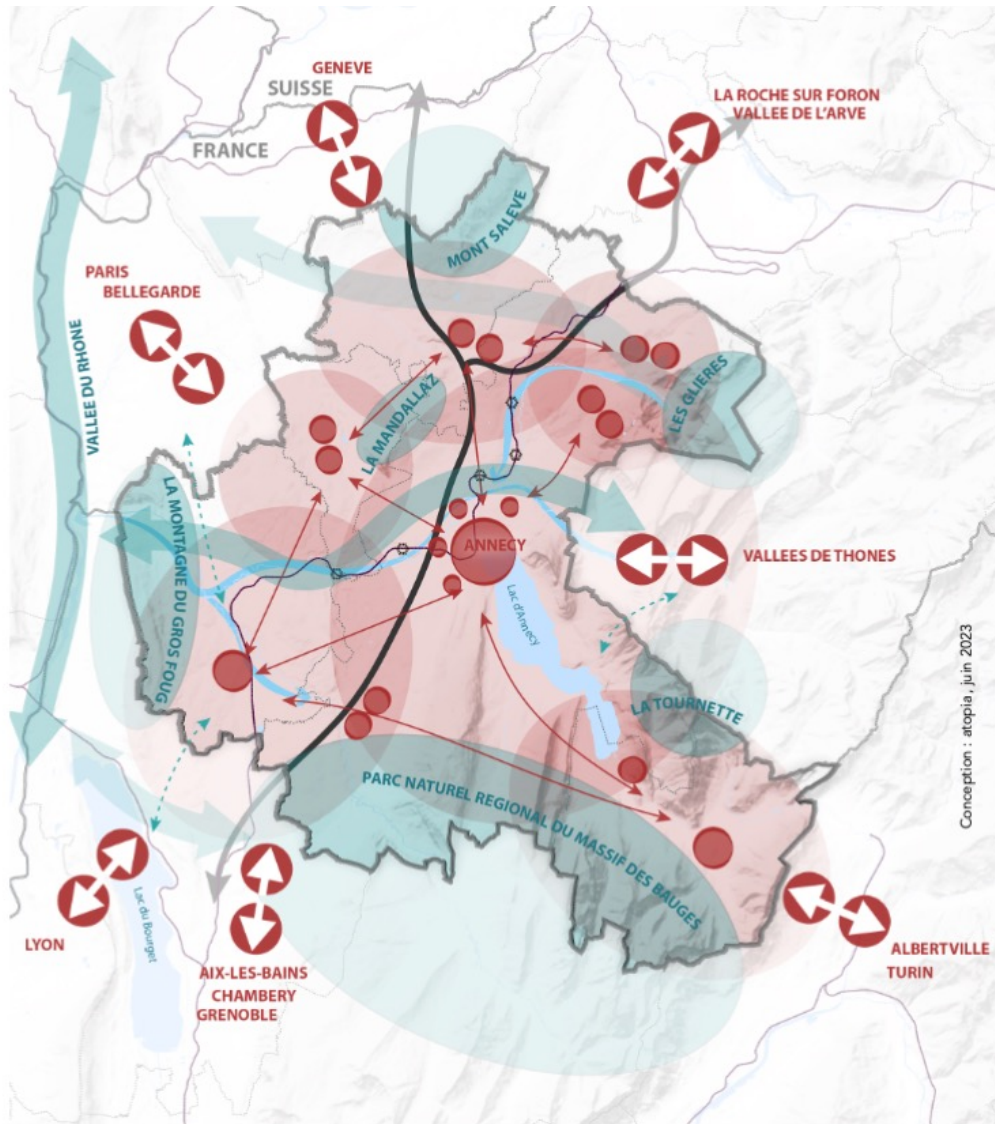 GENEVE
SUISSE
FRANCE
LA ROCHE SUR FORON
VALLEE DE L'ARVE
MONT SALEVE
PARIS
BELLEGARDE
VALLEE DU RHONE
LA MANDALLAZ
LES GLIERES
LA MONTAGNE DU GROS FOUG
ANNECY
VALLEES DE THONES
Lac d'Annecy
LA TOURNETTE
PARC NATUREL REGIONAL DU MASSIF DES BAUGES
Conception : atopia, juin 2023
Lac du Bourget
LYON
AIX-LES-BAINS
CHAMBERY
GRENOBLE
ALBERTVILLE
TURIN